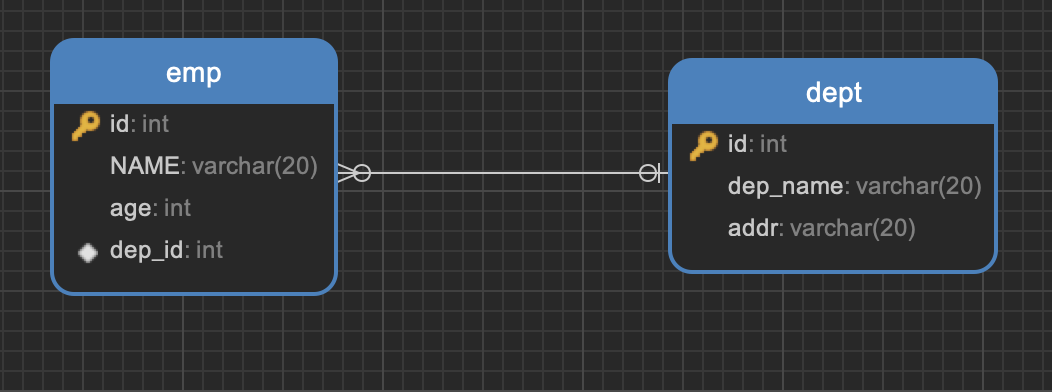 emp
id: int
NAME: varchar(20)
age: int
dep_id: int
dept
id: int
dep_name: varchar(20)
addr: varchar(20)